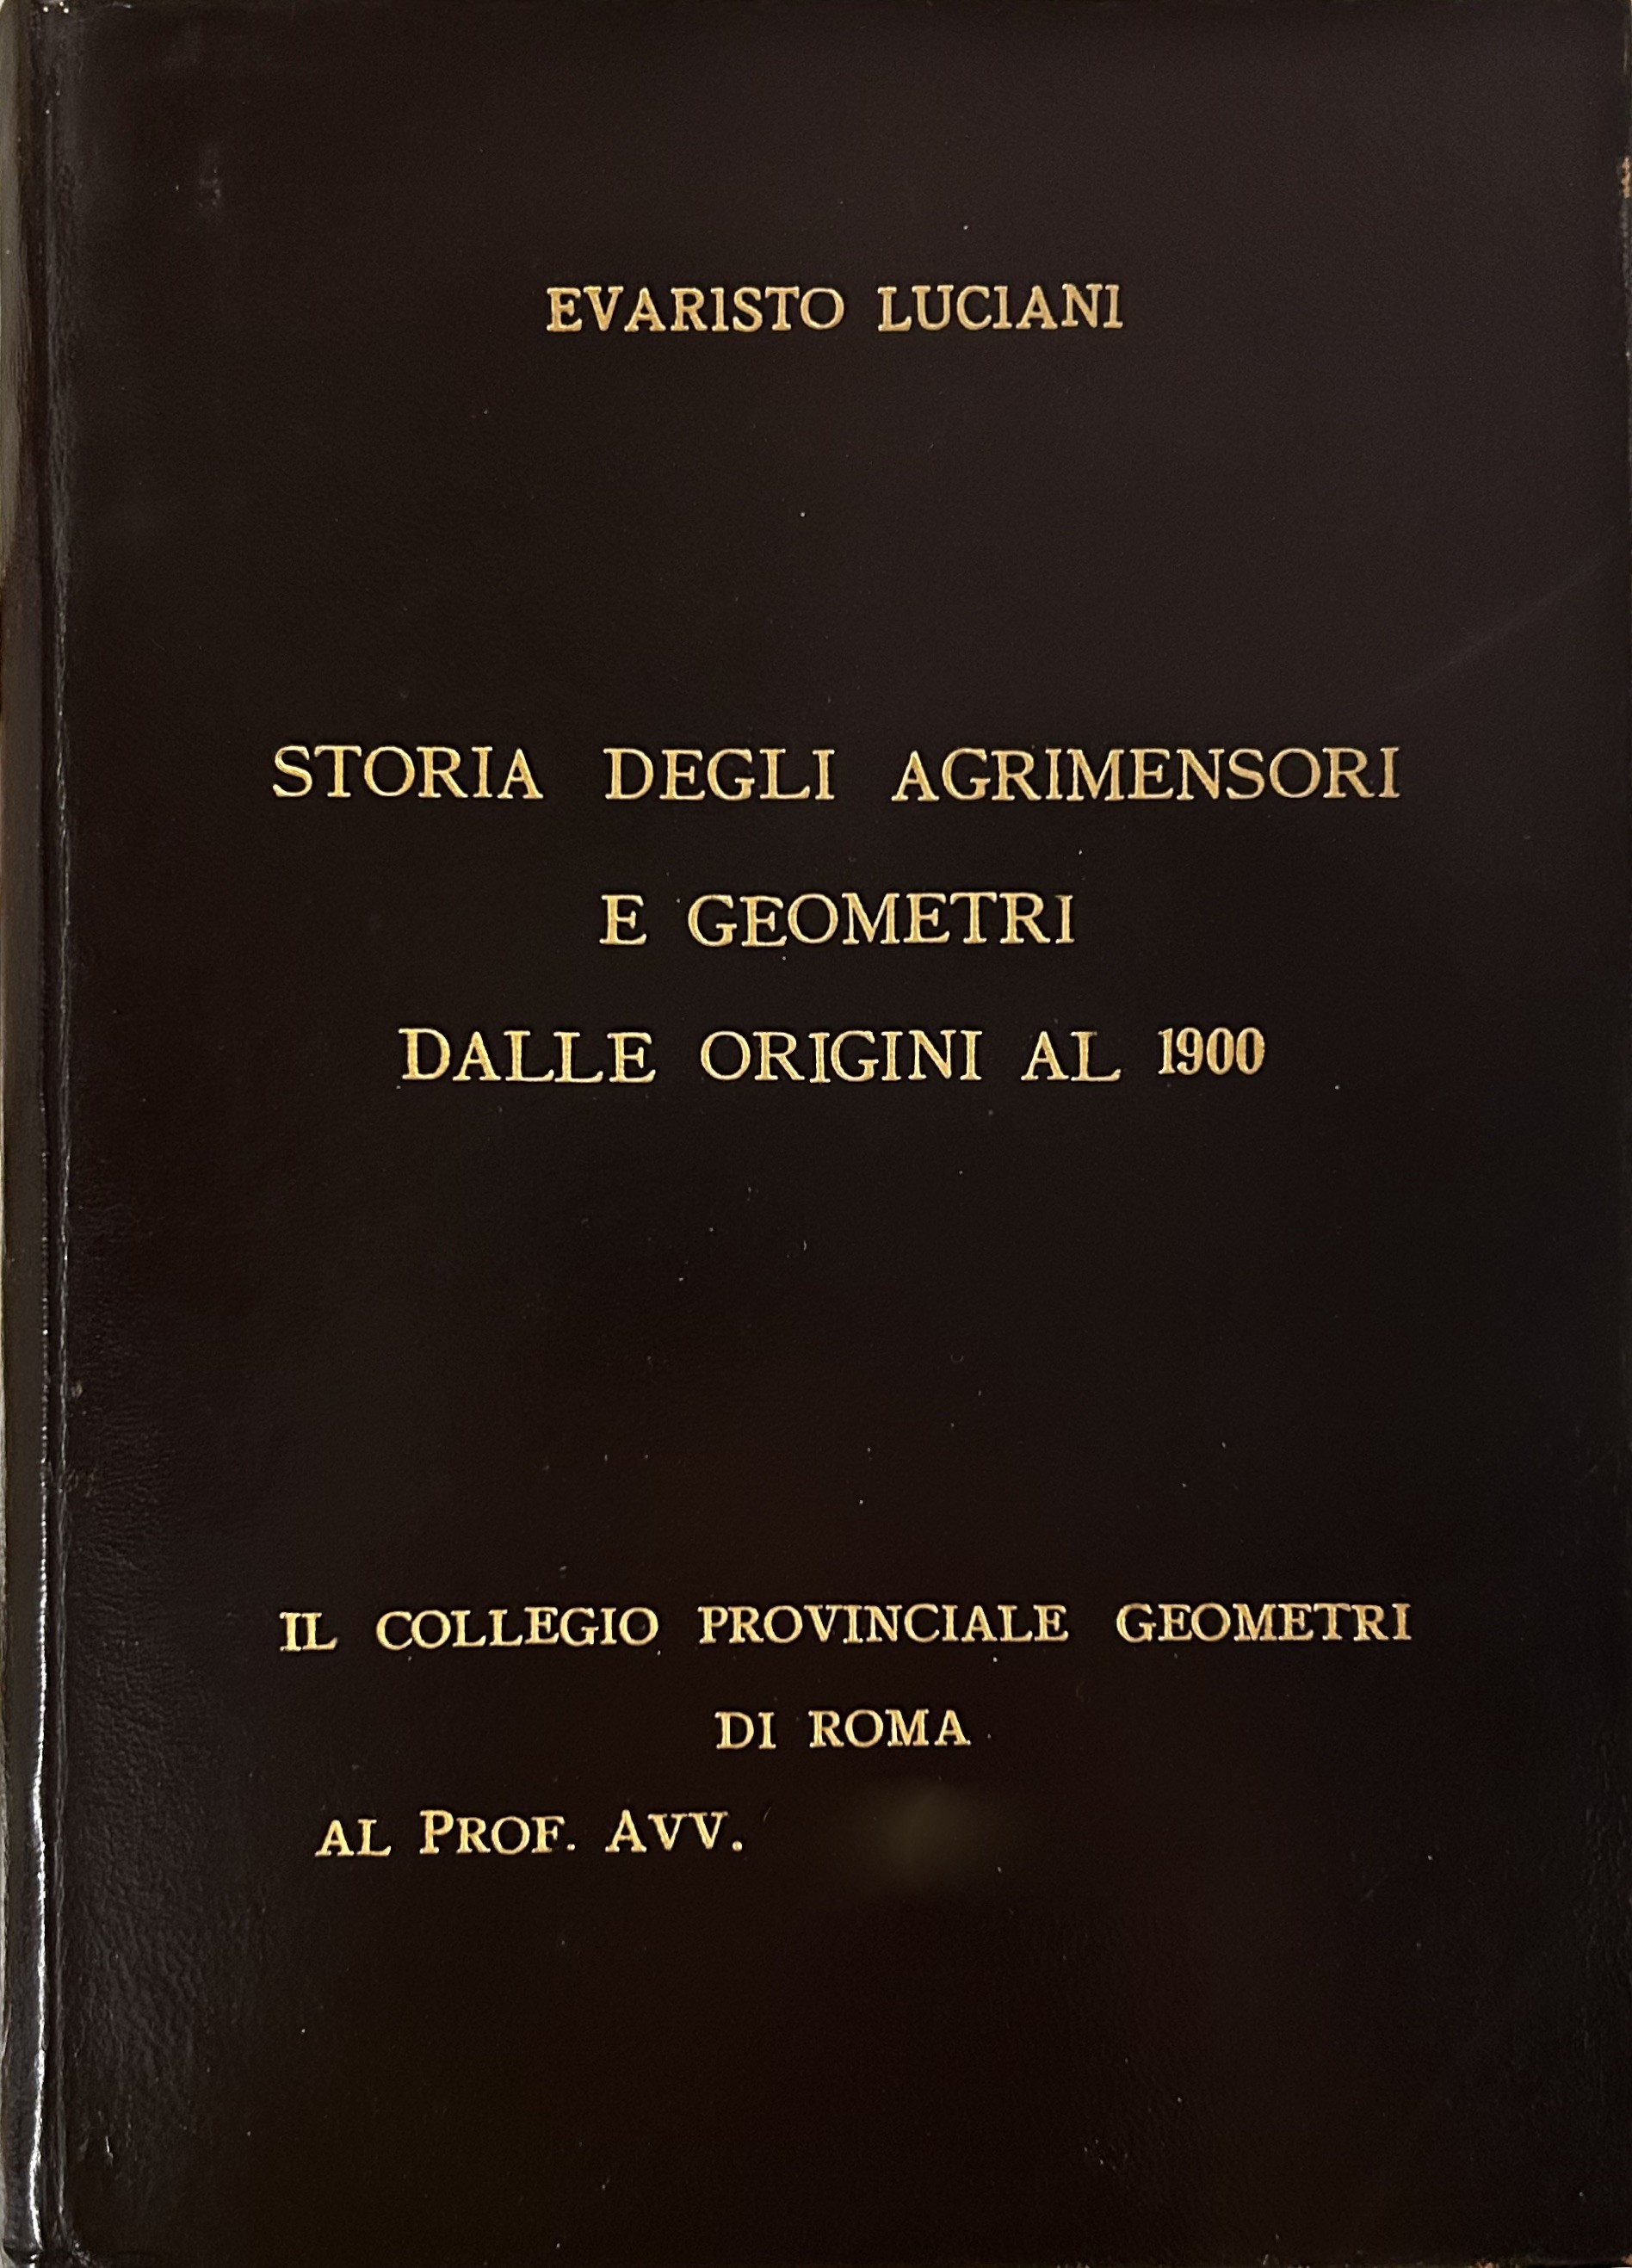 EVARISTO LUCIANI
STORIA DEGLI AGRIMENSORI
E GEOMETRI
DALLE ORIGINI AL 1900
IL COLLEGIO PROVINCIALE GEOMETRI
DI ROMA
AL PROF. AVV.